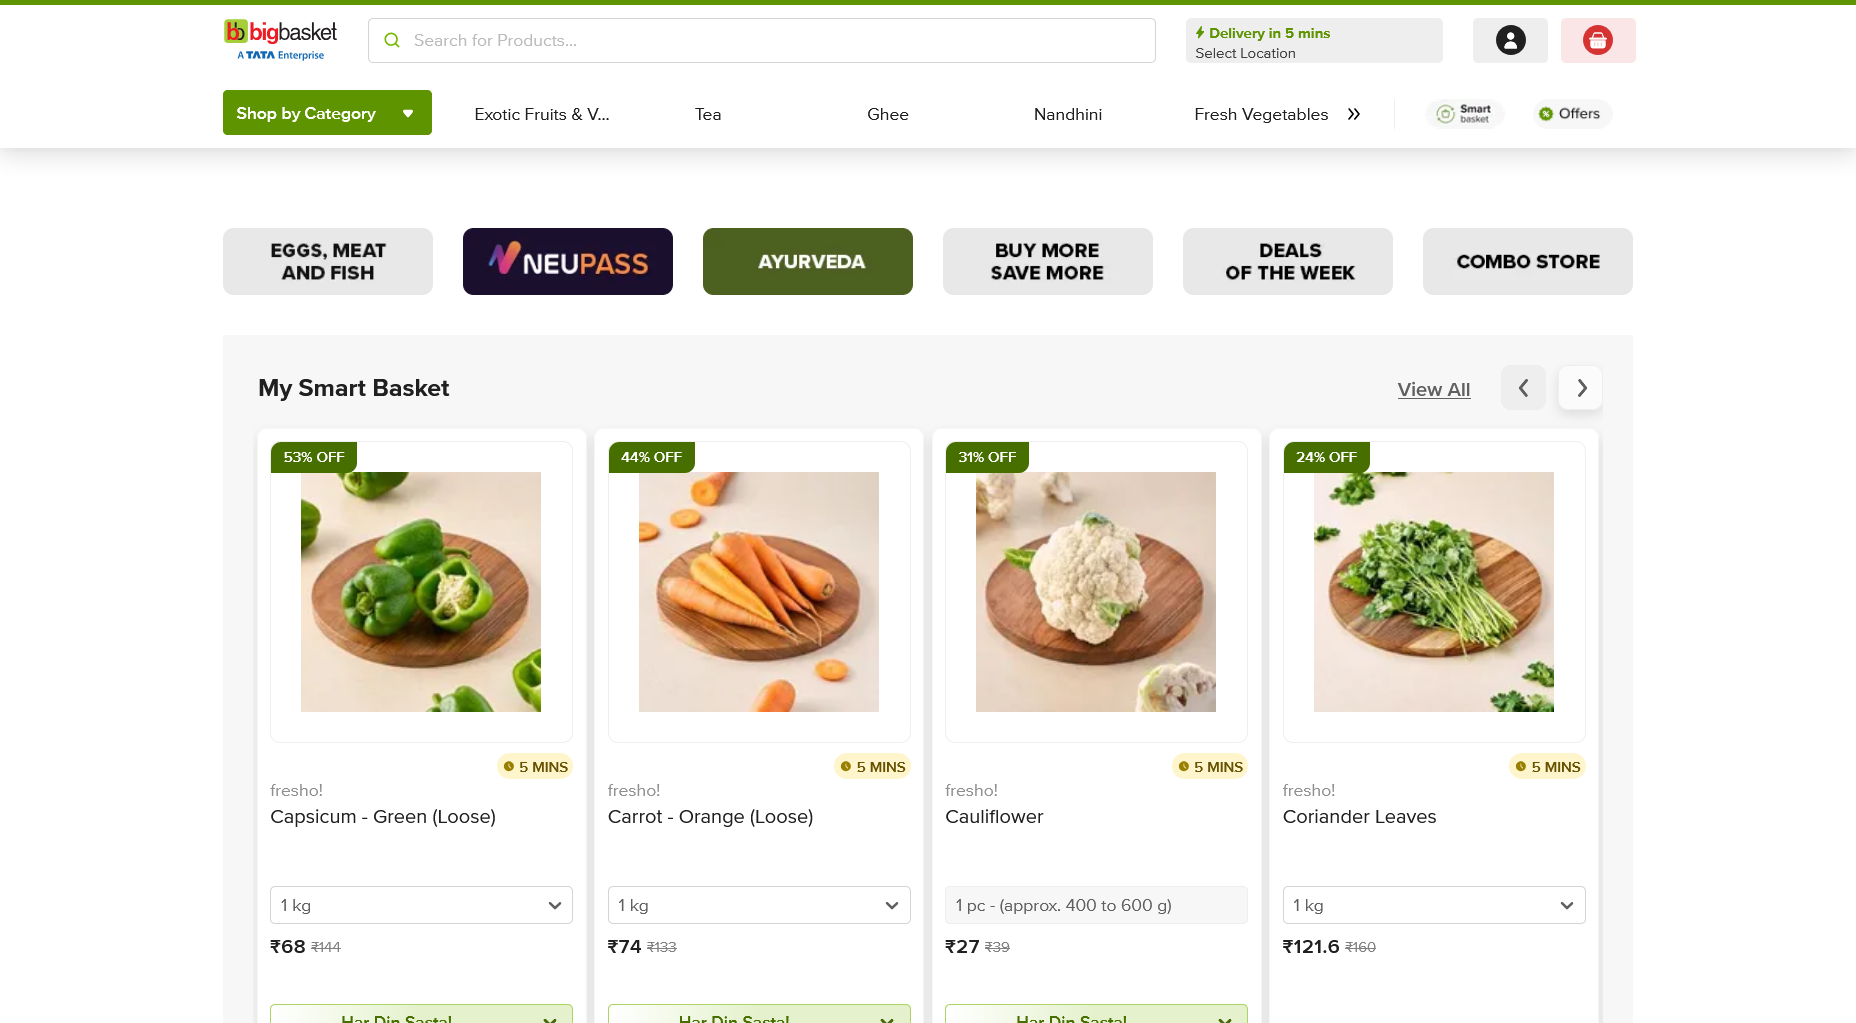 bb bigbasket
A TATA Enterprise
Search for Products...
Delivery in 5 mins
Select Location
Shop by Category
Exotic Fruits & V...
Tea
Ghee
Nandhini
Fresh Vegetables
Smart
basket
Offers
EGGS, MEAT
AND FISH
NEUPASS
AYURVEDA
BUY MORE
SAVE MORE
DEALS
OF THE WEEK
COMBO STORE
My Smart Basket
View All
53% OFF
44% OFF
31% OFF
24% OFF
5 MINS
5 MINS
5 MINS
5 MINS
fresho!
fresho!
fresho!
fresho!
Capsicum - Green (Loose)
Carrot - Orange (Loose)
Cauliflower
Coriander Leaves
1 kg
1 kg
1 pc - (approx. 400 to 600 g)
1 kg
₹68 ₹144
₹74 ₹133
₹27 ₹39
₹121.6 ₹160
Har Din Sasta!
Har Din Sasta!
Har Din Sasta!